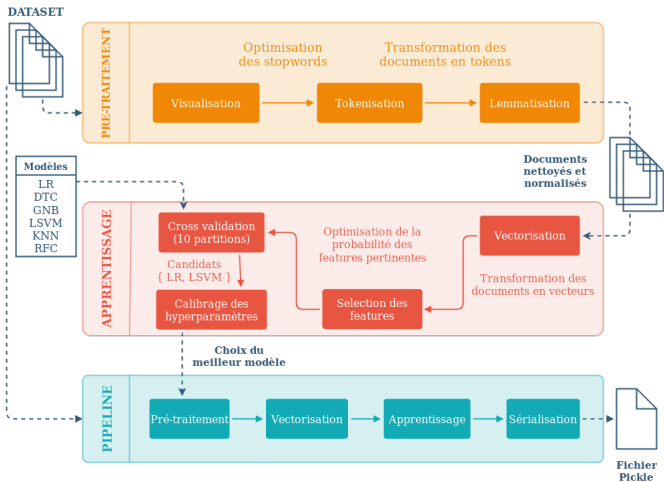 DATASET
PRE-TRAITEMENT
Optimisation
des stopwords
Transformation des
documents en tokens
Visualisation
Tokenisation
Lemmatisation
Documents
nettoyés et
normalisés
Modèles
LR
DTC
GNB
LSVM
KNN
RFC
APPRENTISSAGE
Cross validation
(10 partitions)
Optimisation de la
probabilité des
features pertinentes
Vectorisation
Candidats
{ LR, LSVM }
Transformation des
documents en vecteurs
Calibrage des
hyperparamètres
Selection des
features
Choix du
meilleur modèle
PIPELINE
Pré-traitement
Vectorisation
Apprentissage
Sérialisation
Fichier
Pickle